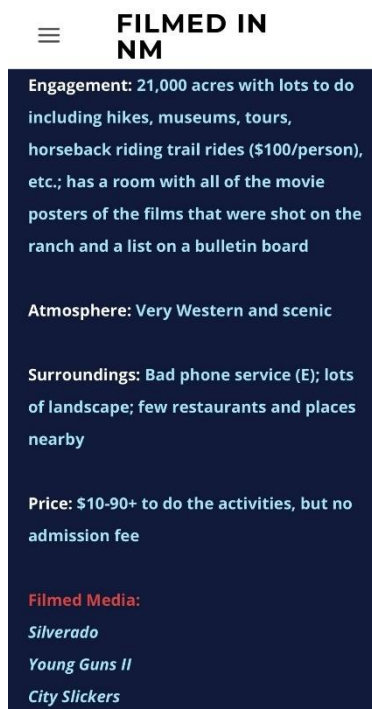 FILMED IN
NM
Engagement: 21,000 acres with lots to do
including hikes, museums, tours,
horseback riding trail rides ($100/person),
etc.; has a room with all of the movie
posters of the films that were shot on the
ranch and a list on a bulletin board
Atmosphere: Very Western and scenic
Surroundings: Bad phone service (E); lots
of landscape; few restaurants and places
nearby
Price: $10-90+ to do the activities, but no
admission fee
Filmed Media:
Silverado
Young Guns II
City Slickers